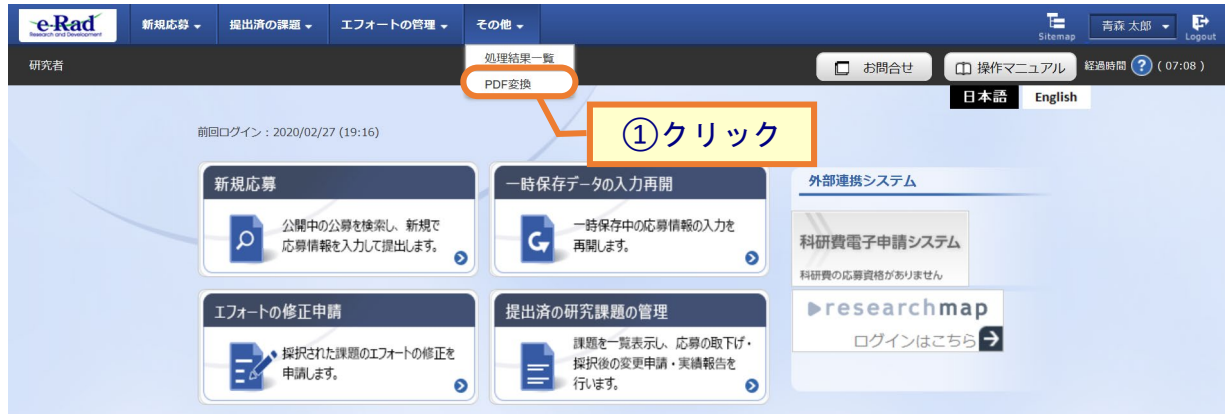 e-Rad
Research and Development
新規応募
提出済の課題
エフォートの管理
その他
Sitemap
青森 太郎
Logout
研究者
処理結果一覧
PDF変換
お問合せ
操作マニュアル
経過時間 ? ( 07:08 )
日本語 English
①クリック
前回ログイン : 2020/02/27 (19:16)
新規応募
公開中の公募を検索し、新規で
応募情報を入力して提出します。
一時保存データの入力再開
一時保存中の応募情報の入力を
再開します。
エフォートの修正申請
採択された課題のエフォートの修正を
申請します。
提出済の研究課題の管理
課題を一覧表示し、応募の取下げ・
採択後の変更申請・実績報告を
行います。
外部連携システム
科研費電子申請システム
科研費の応募資格がありません
researchmap
ログインはこちら